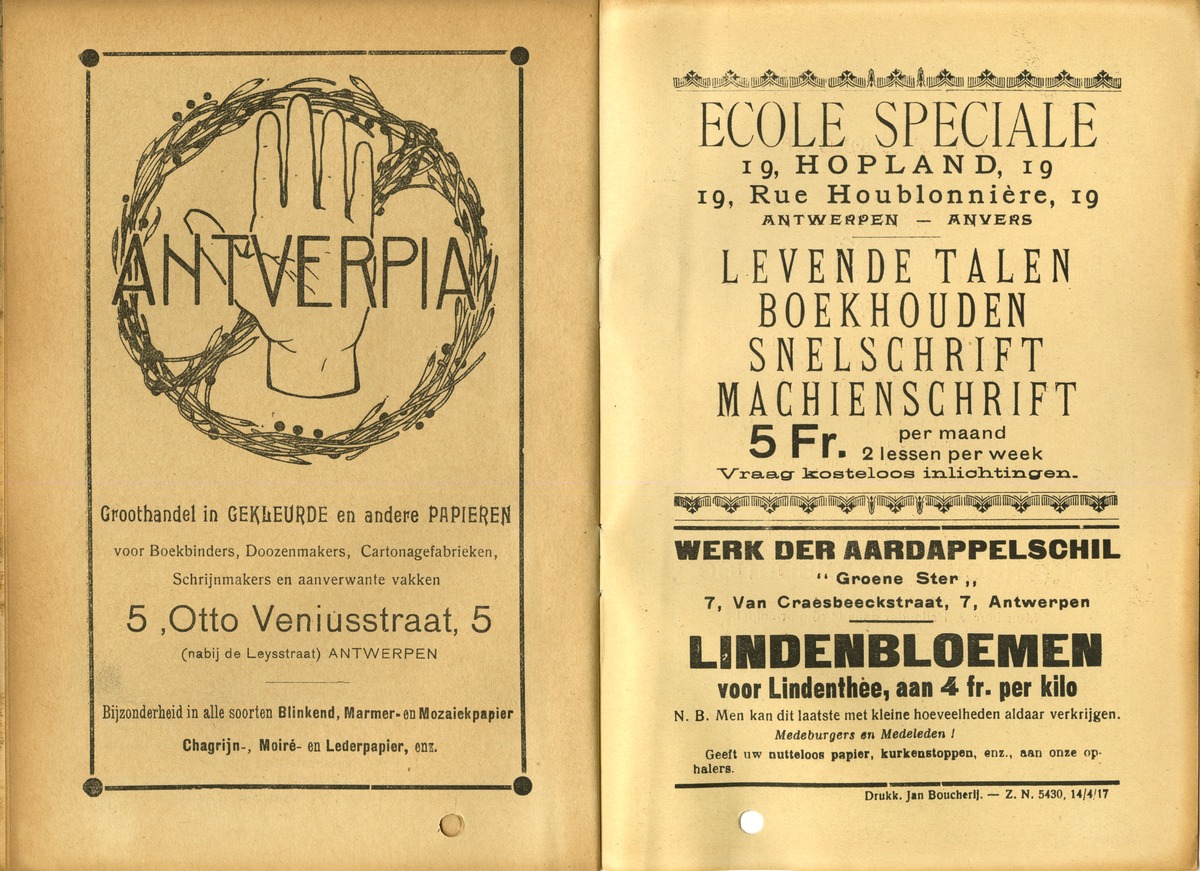 ANTVERPIA
Groothandel in GEKLEURDE en andere PAPIEREN
voor Boekbinders, Doozenmakers, Cartonagefabrieken,
Schrijnmakers en aanverwante vakken
5 ,Otto Veniusstraat, 5
(nabij de Leysstraat) ANTWERPEN
Bijzonderheid in alle soorten Blinkend, Marmer- en Mozaiekpapier
Chagrijn-, Moiré- en Lederpapier, enz.
ECOLE SPECIALE
19, HOPLAND, 19
19, Rue Houblonnière, 19
ANTWERPEN — ANVERS
LEVENDE TALEN
BOEKHOUDEN
SNELSCHRIFT
MACHIENSCHRIFT
5 Fr. per maand
2 lessen per week
Vraag kosteloos inlichtingen.
WERK DER AARDAPPELSCHIL
“ Groene Ster ,,
7, Van Craesbeeckstraat, 7, Antwerpen
LINDENBLOEMEN
voor Lindenthee, aan 4 fr. per kilo
N. B. Men kan dit laatste met kleine hoeveelheden aldaar verkrijgen.
Medeburgers en Medeleden !
Geeft uw nutteloos papier, kurkenstoppen, enz., aan onze op-
halers.
Drukk. Jan Boucherij. — Z. N. 5430, 14/4/17